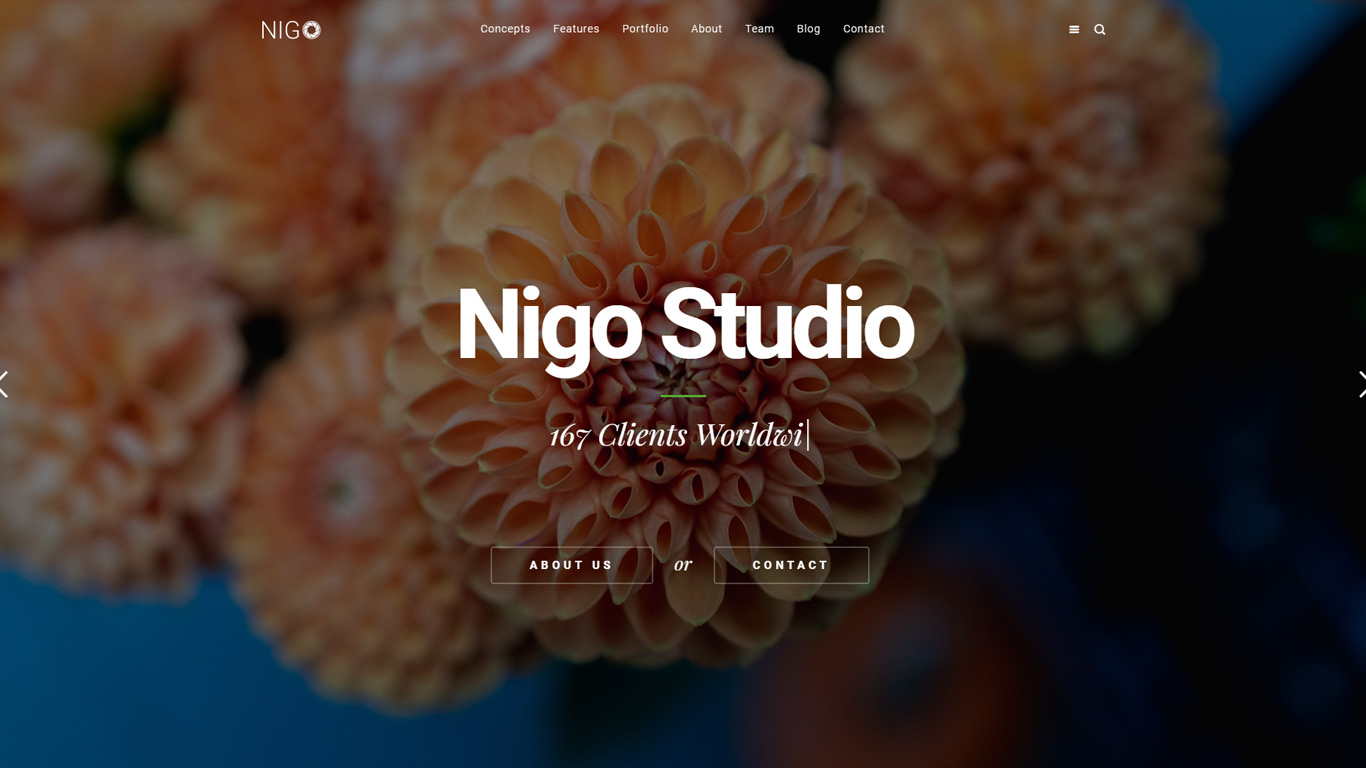 NIGO
Concepts Features Portfolio About Team Blog Contact
Nigo Studio
167 Clients Worldwi
ABOUT US or CONTACT